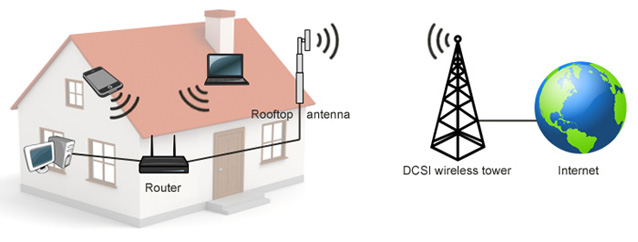 Rooftop antenna
Router
DCSI wireless tower
Internet